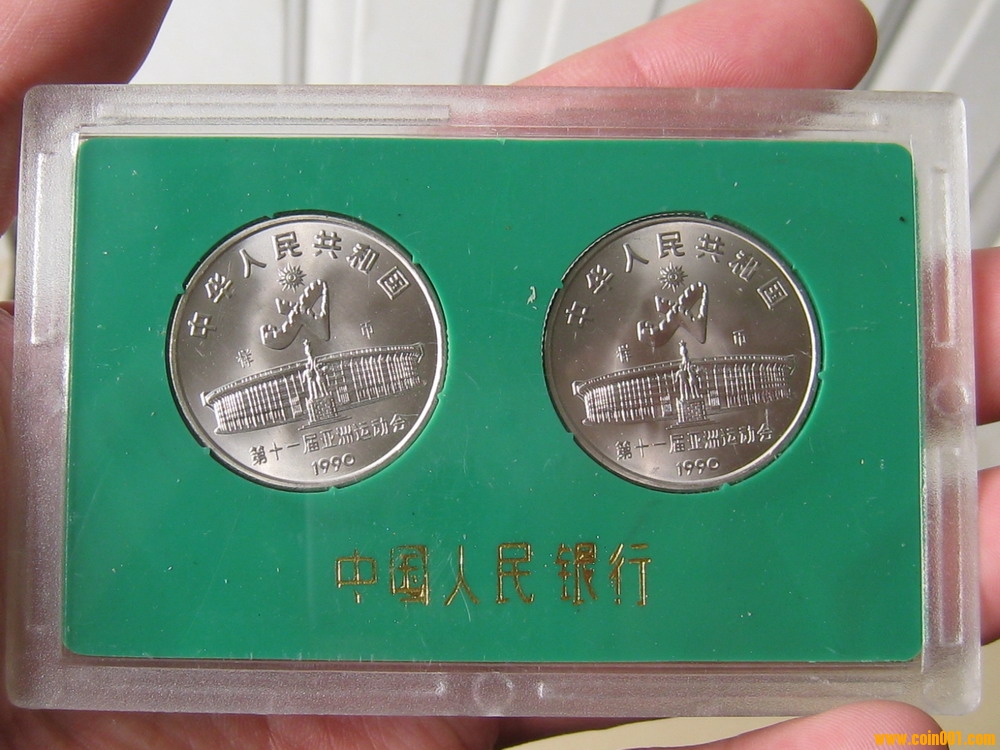 中华人民共和国
样 币
第十一届亚洲运动会
1990
中华人民共和国
样 币
第十一届亚洲运动会
1990
中国人民银行
www.coin001.com